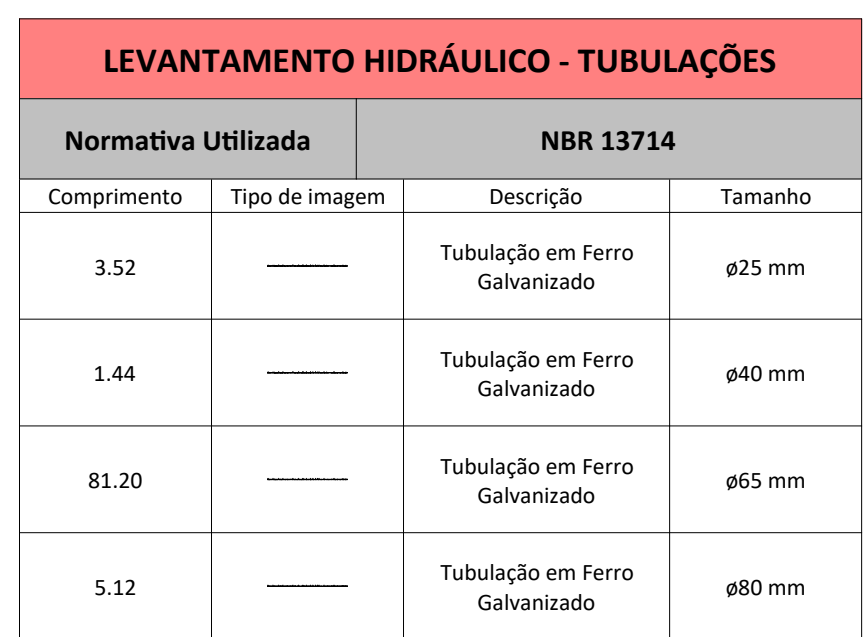 LEVANTAMENTO HIDRÁULICO - TUBULAÇÕES
Normativa Utilizada NBR 13714
Comprimento Tipo de imagem Descrição Tamanho
3.52 Tubulação em Ferro Galvanizado ø25 mm
1.44 Tubulação em Ferro Galvanizado ø40 mm
81.20 Tubulação em Ferro Galvanizado ø65 mm
5.12 Tubulação em Ferro Galvanizado ø80 mm